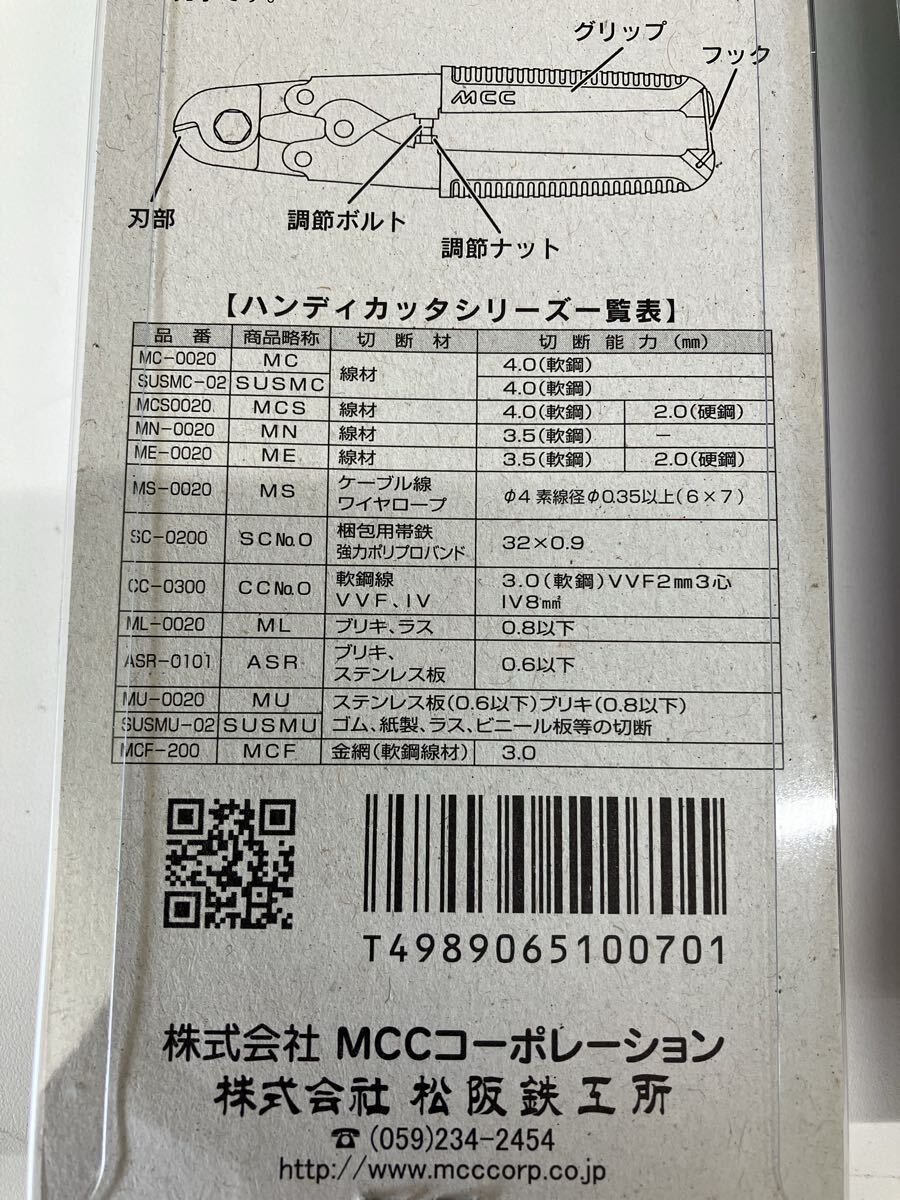 グリップ
フック
MCC
刃部
調節ボルト
調節ナット
【ハンディカッタシリーズ一覧表】
品番 商品略称 切断材 切断能力(mm)
MC-0020 MC 線材 4.0(軟鋼)
SUSMC-02 SUSMC 4.0(軟鋼)
MCS0020 MCS 線材 4.0(軟鋼) 2.0(硬鋼)
MN-0020 MN 線材 3.5(軟鋼) －
ME-0020 ME 線材 3.5(軟鋼) 2.0(硬鋼)
MS-0020 MS ケーブル線 ワイヤロープ φ4 素線径φ0.35以上(6×7)
SC-0200 SC№0 梱包用帯鉄 強力ポリプロバンド 32×0.9
CC-0300 CC№0 軟鋼線 VVF、IV 3.0(軟鋼)VVF2㎜3心 IV8㎟
ML-0020 ML ブリキ、ラス 0.8以下
ASR-0101 ASR ブリキ、ステンレス板 0.6以下
MU-0020 MU ステンレス板(0.6以下)ブリキ(0.8以下)
SUSMU-02 SUSMU ゴム、紙製、ラス、ビニール板等の切断
MCF-200 MCF 金網(軟鋼線材) 3.0
T4989065100701
株式会社 MCCコーポレーション
株式会社 松阪鉄工所
☎(059)234-2454
http://www.mcccorp.co.jp